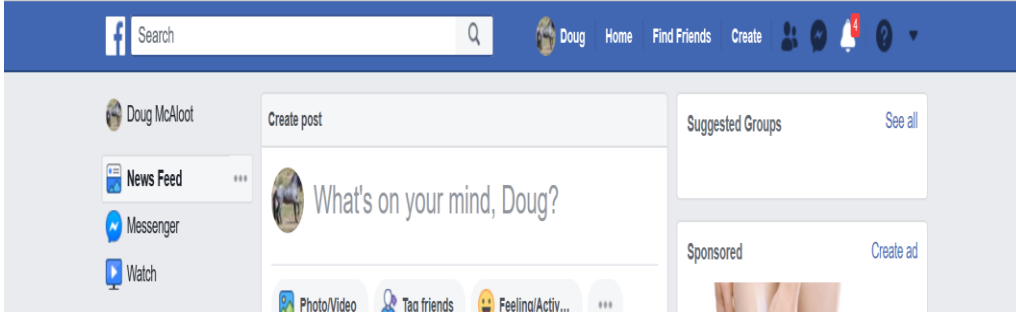 f
Search
Doug
Home
Find Friends
Create
4
?
Doug McAloot
News Feed
Messenger
Watch
Create post
What's on your mind, Doug?
Photo/Video
Tag friends
Feeling/Activ...
Suggested Groups
See all
Sponsored
Create ad